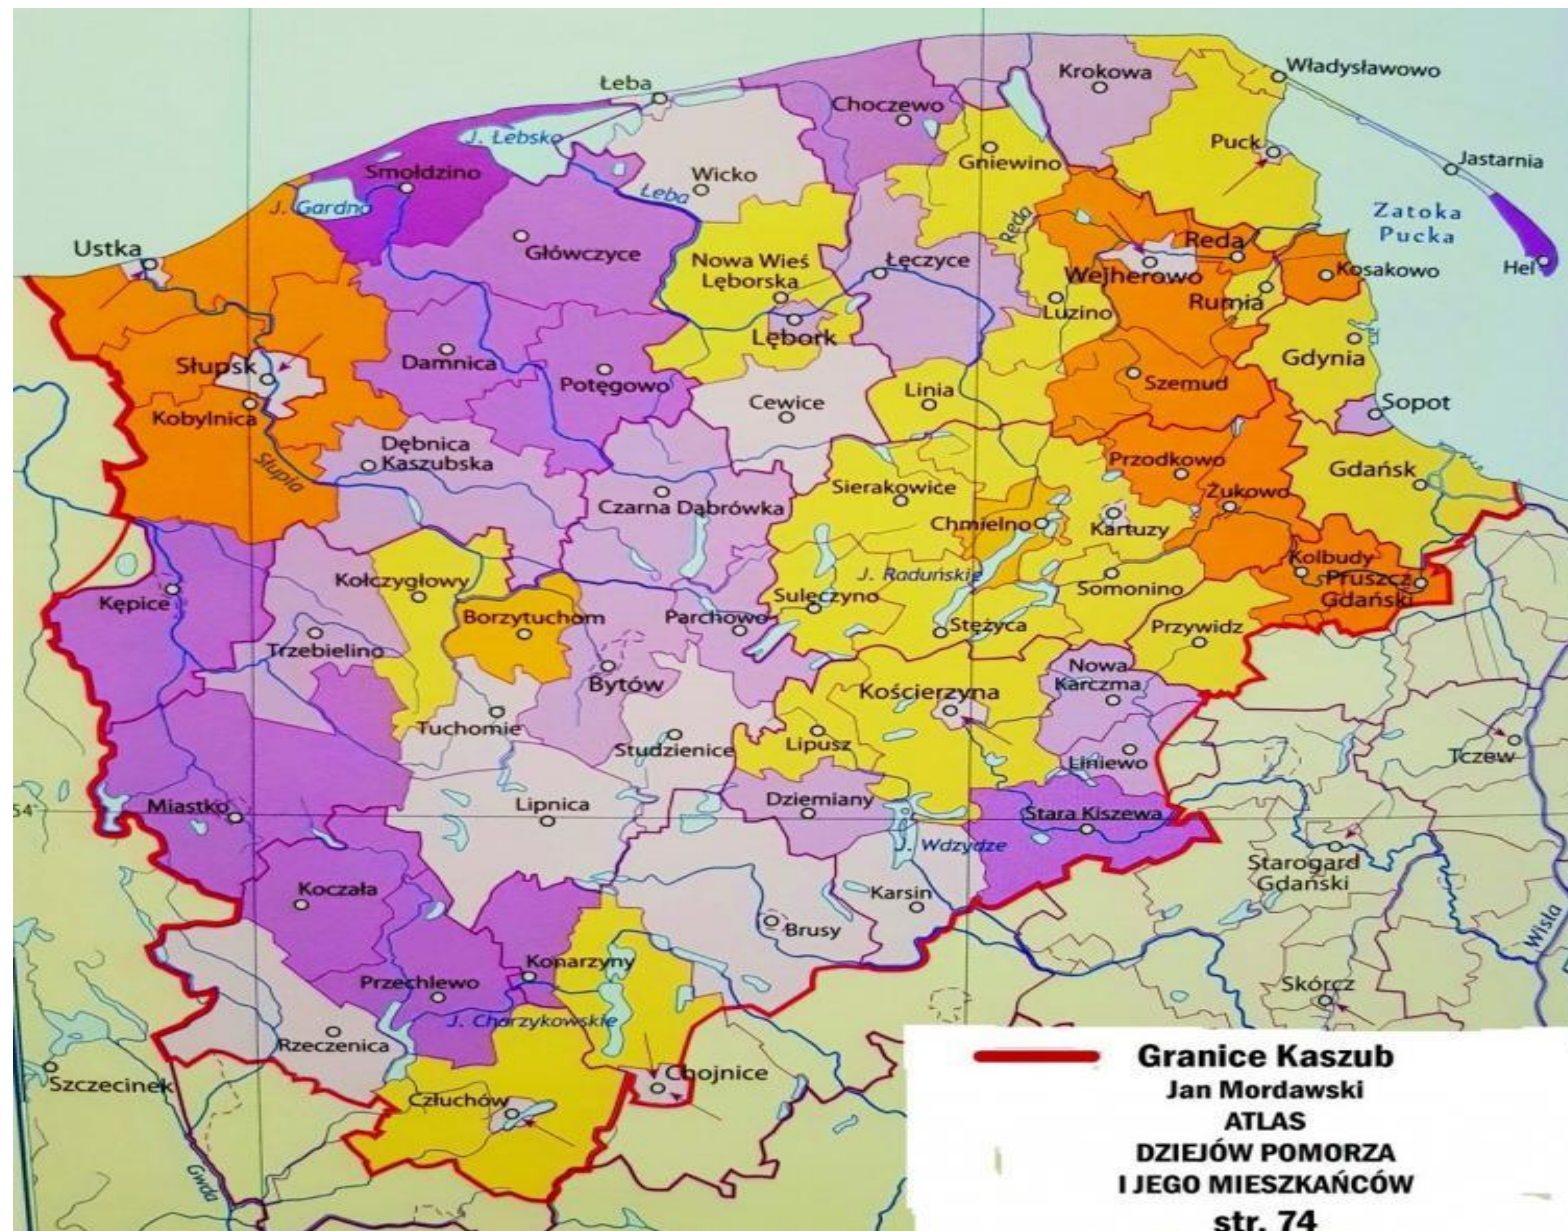 Łeba
Władysławowo
Krokowa
Choczewo
J. Łebsko
Puck
Gniewino
Jastarnia
Smołdzino
Wicko
Łeba
J. Gardno
Zatoka
Pucka
Ustka
Główczyce
Reda
Reda
Nowa Wieś
Lęborska
Łęczyce
Hel
Wejherowo
Kosakowo
Rumia
Luzino
Lębork
Gdynia
Słupsk
Damnica
Potęgowo
Szemud
Linia
Cewice
Sopot
Kobylnica
Dębnica
Kaszubska
Słupia
Przodkowo
Gdańsk
Sierakowice
Czarna Dąbrówka
Żukowo
Chmielno
Kartuzy
Kolbudy
Kołczygłowy
J. Raduńskie
Pruszcz
Gdański
Somonino
Kępice
Sulęczyno
Borzytuchom
Parchowo
Stężyca
Przywidz
Trzebielino
Nowa
Karczma
Bytów
Kościerzyna
Tuchomie
Studzienice
Lipusz
Liniewo
Tczew
54°
Miastko
Lipnica
Dziemiany
Stara Kiszewa
J. Wdzydze
Starogard
Gdański
Koczała
Karsin
Brusy
Wisła
Konarzyny
Przechlewo
Skórcz
J. Charzykowskie
Rzeczenica
Szczecinek
Chojnice
Człuchów
Gwda
Granice Kaszub
Jan Mordawski
ATLAS
DZIEJÓW POMORZA
I JEGO MIESZKAŃCÓW
str. 74